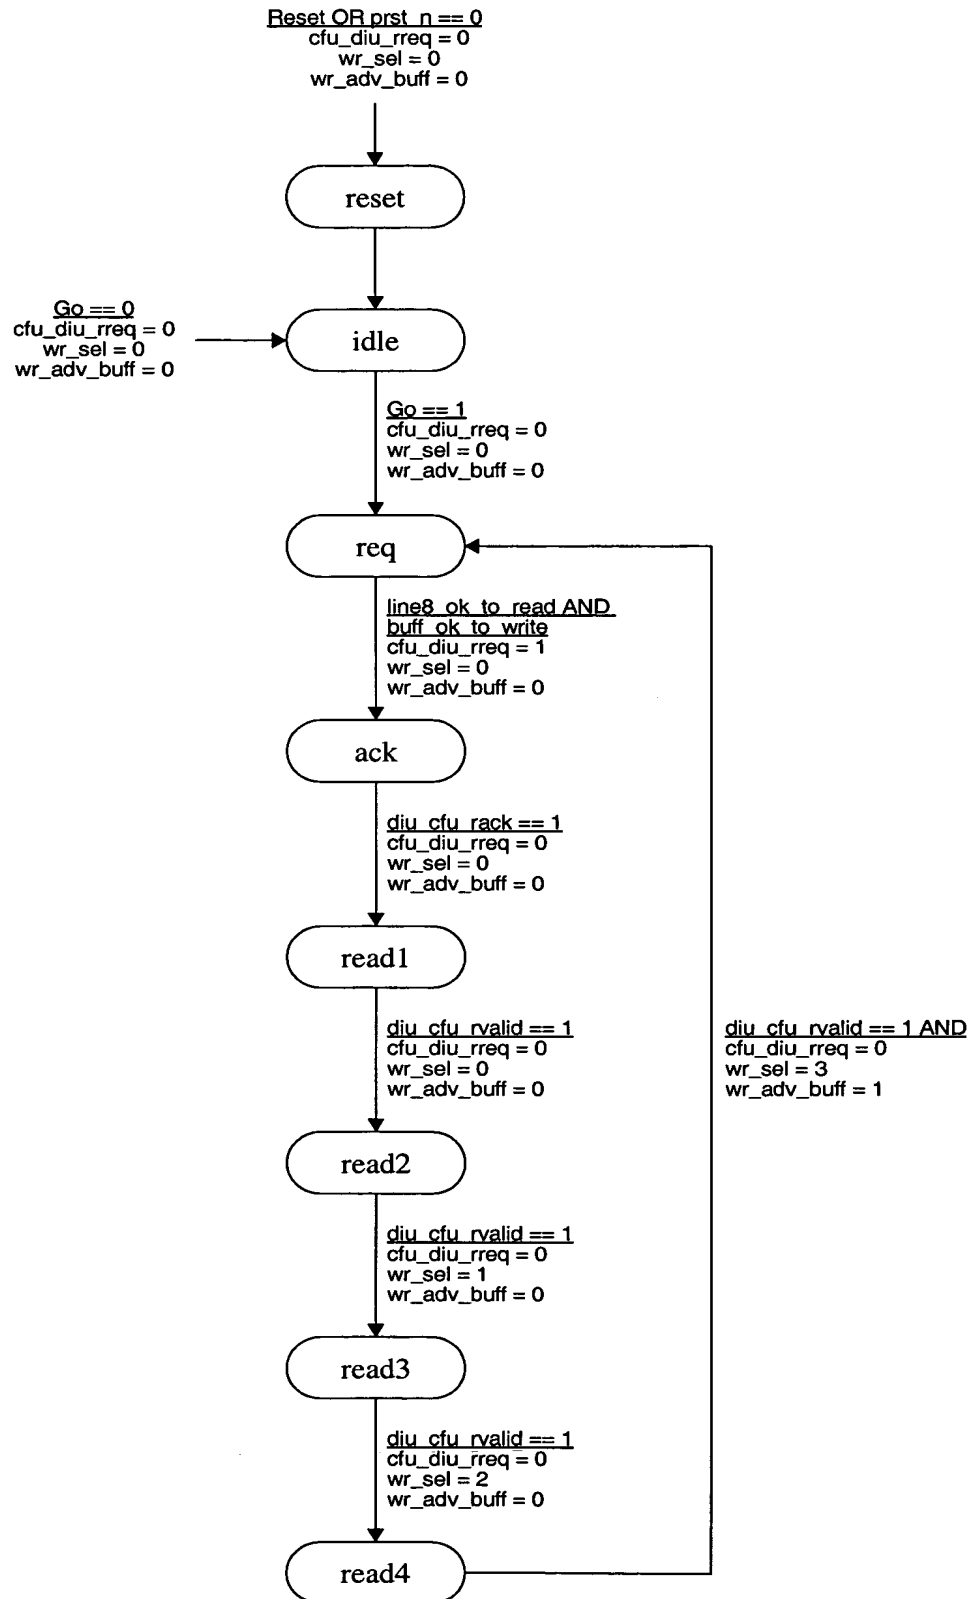 Reset OR prst_n == 0
cfu_diu_rreq = 0
wr_sel = 0
wr_adv_buff = 0
reset
Go == 0
cfu_diu_rreq = 0
wr_sel = 0
wr_adv_buff = 0
idle
Go == 1
cfu_diu_rreq = 0
wr_sel = 0
wr_adv_buff = 0
req
line8_ok_to_read AND
buff_ok_to_write
cfu_diu_rreq = 1
wr_sel = 0
wr_adv_buff = 0
ack
diu_cfu_rack == 1
cfu_diu_rreq = 0
wr_sel = 0
wr_adv_buff = 0
read1
diu_cfu_rvalid == 1
cfu_diu_rreq = 0
wr_sel = 0
wr_adv_buff = 0
diu_cfu_rvalid == 1 AND
cfu_diu_rreq = 0
wr_sel = 3
wr_adv_buff = 1
read2
diu_cfu_rvalid == 1
cfu_diu_rreq = 0
wr_sel = 1
wr_adv_buff = 0
read3
diu_cfu_rvalid == 1
cfu_diu_rreq = 0
wr_sel = 2
wr_adv_buff = 0
read4